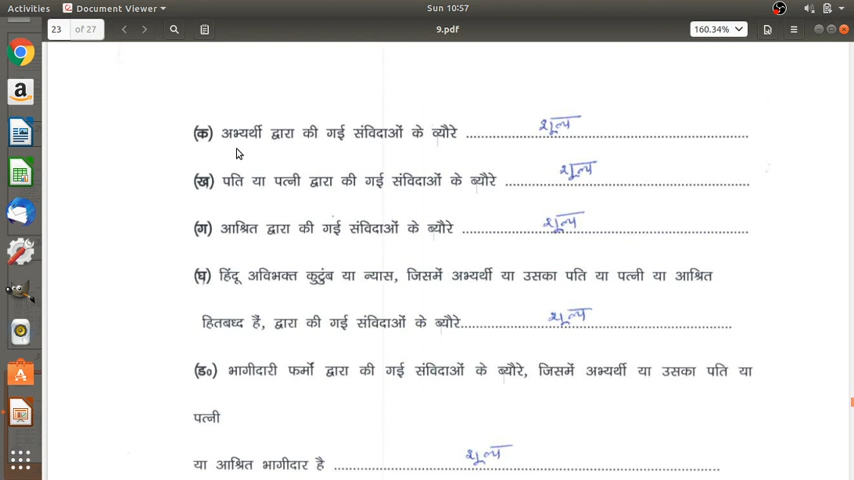 Activities Document Viewer Sun 10:57
23 of 27 9.pdf 160.34%
(क) अभ्यर्थी द्वारा की गई संविदाओं के ब्यौरे .................... शून्य ....................
(ख) पति या पत्नी द्वारा की गई संविदाओं के ब्यौरे .................... शून्य ....................
(ग) आश्रित द्वारा की गई संविदाओं के ब्यौरे .................... शून्य ....................
(घ) हिंदू अविभक्त कुटुंब या न्यास, जिसमें अभ्यर्थी या उसका पति या पत्नी या आश्रित
हितबध्द हैं, द्वारा की गई संविदाओं के ब्यौरे.................... शून्य ....................
(ड०) भागीदारी फर्मों द्वारा की गई संविदाओं के ब्यौरे, जिसमें अभ्यर्थी या उसका पति या
पत्नी
या आश्रित भागीदार है .................... शून्य ....................